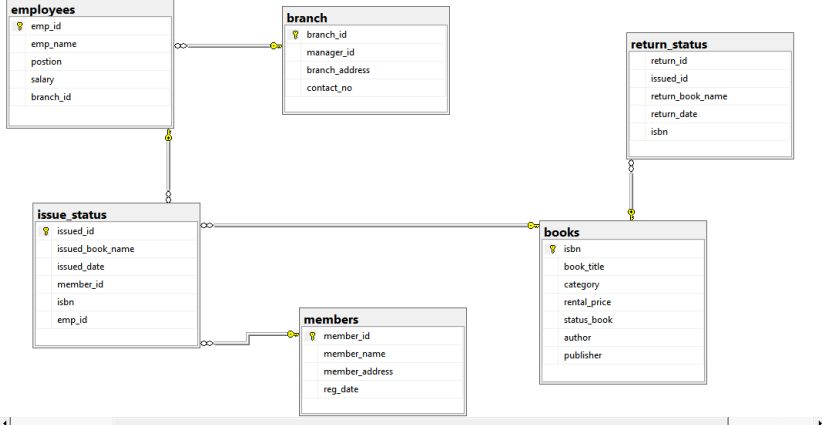 employees
emp_id
emp_name
postion
salary
branch_id
branch
branch_id
manager_id
branch_address
contact_no
return_status
return_id
issued_id
return_book_name
return_date
isbn
issue_status
issued_id
issued_book_name
issued_date
member_id
isbn
emp_id
books
isbn
book_title
category
rental_price
status_book
author
publisher
members
member_id
member_name
member_address
reg_date